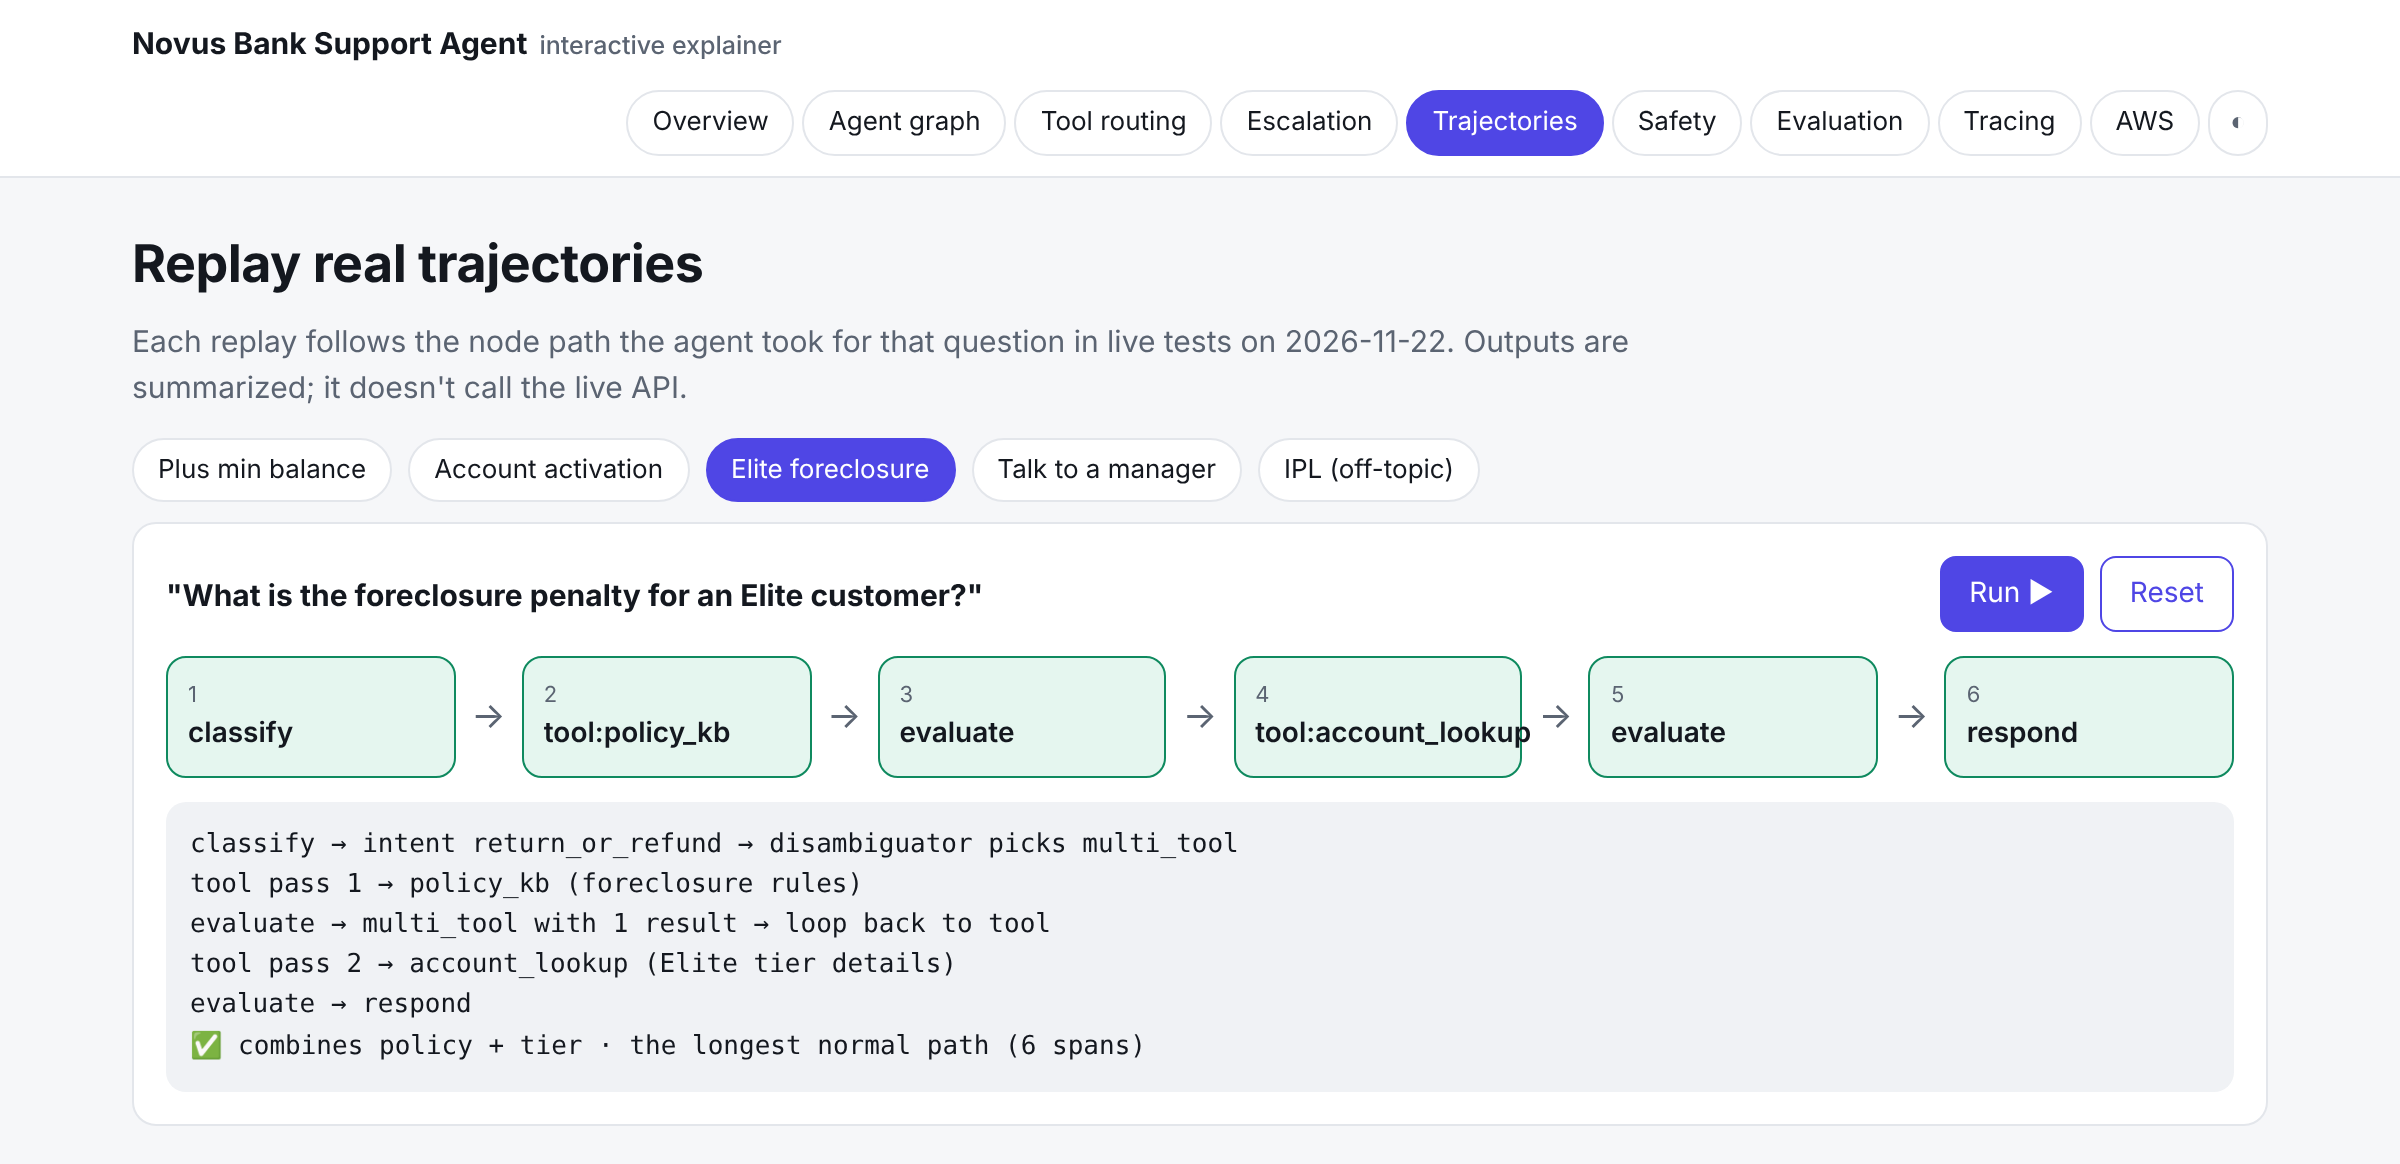 Novus Bank Support Agent interactive explainer
Overview Agent graph Tool routing Escalation Trajectories Safety Evaluation Tracing AWS
Replay real trajectories
Each replay follows the node path the agent took for that question in live tests on 2026-11-22. Outputs are
summarized; it doesn't call the live API.
Plus min balance Account activation Elite foreclosure Talk to a manager IPL (off-topic)
"What is the foreclosure penalty for an Elite customer?" Run ▶ Reset
1 → 2 → 3 → 4 → 5 → 6
classify tool:policy_kb evaluate tool:account_lookup evaluate respond
classify → intent return_or_refund → disambiguator picks multi_tool
tool pass 1 → policy_kb (foreclosure rules)
evaluate → multi_tool with 1 result → loop back to tool
tool pass 2 → account_lookup (Elite tier details)
evaluate → respond
✅ combines policy + tier · the longest normal path (6 spans)